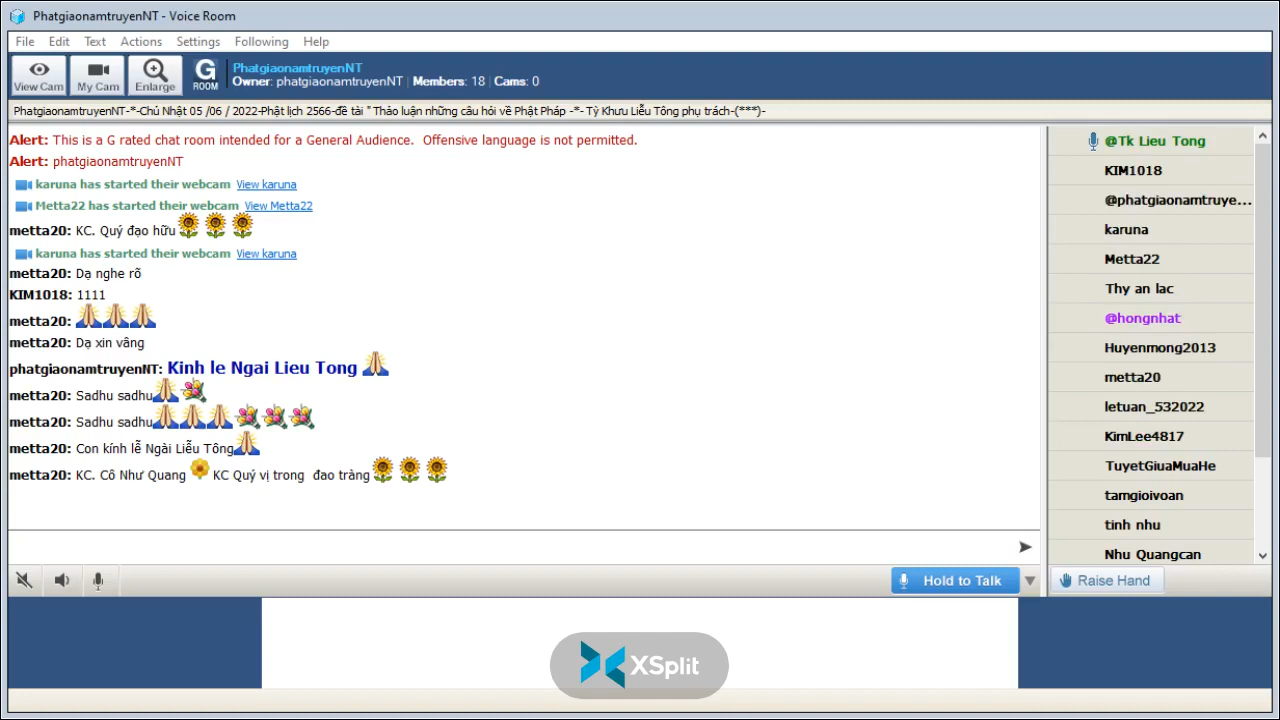 PhatgiaonamtruyenNT - Voice Room
File Edit Text Actions Settings Following Help
View Cam My Cam Enlarge G ROOM
PhatgiaonamtruyenNT
Owner: phatgiaonamtruyenNT | Members: 18 | Cams: 0
PhatgiaonamtruyenNT-*-Chủ Nhật 05 /06 / 2022-Phật lịch 2566-đề tài " Thảo luận những câu hỏi về Phật Pháp -*- Tỳ Khưu Liễu Tông phụ trách-(***)-
Alert: This is a G rated chat room intended for a General Audience. Offensive language is not permitted.
Alert: phatgiaonamtruyenNT
karuna has started their webcam View karuna
Metta22 has started their webcam View Metta22
metta20: KC. Quý đạo hữu
karuna has started their webcam View karuna
metta20: Dạ nghe rõ
KIM1018: 1111
metta20:
metta20: Dạ xin vâng
phatgiaonamtruyenNT: Kinh le Ngai Lieu Tong
metta20: Sadhu sadhu
metta20: Sadhu sadhu
metta20: Con kính lễ Ngài Liễu Tông
metta20: KC. Cô Như Quang KC Quý vị trong đao tràng
@Tk Lieu Tong
KIM1018
@phatgiaonamtruye...
karuna
Metta22
Thy an lac
@hongnhat
Huyenmong2013
metta20
letuan_532022
KimLee4817
TuyetGiuaMuaHe
tamgioivoan
tinh nhu
Nhu Quangcan
Hold to Talk
Raise Hand
XSplit